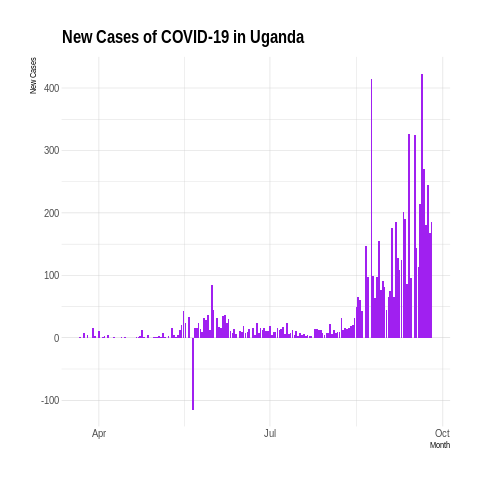 New Cases of COVID-19 in Uganda
New Cases
400
300
200
100
0
-100
Apr
Jul
Oct
Month